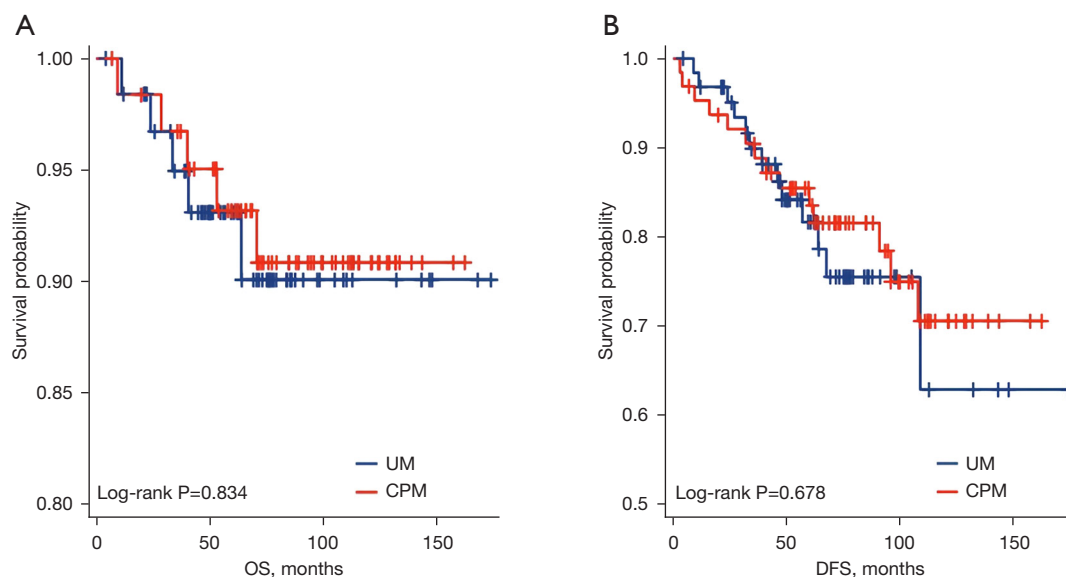 A
1.00
0.95
0.90
0.85
0.80
Survival probability
UM
CPM
Log-rank P=0.834
0 50 100 150
OS, months
B
1.0
0.9
0.8
0.7
0.6
0.5
Survival probability
UM
CPM
Log-rank P=0.678
0 50 100 150
DFS, months